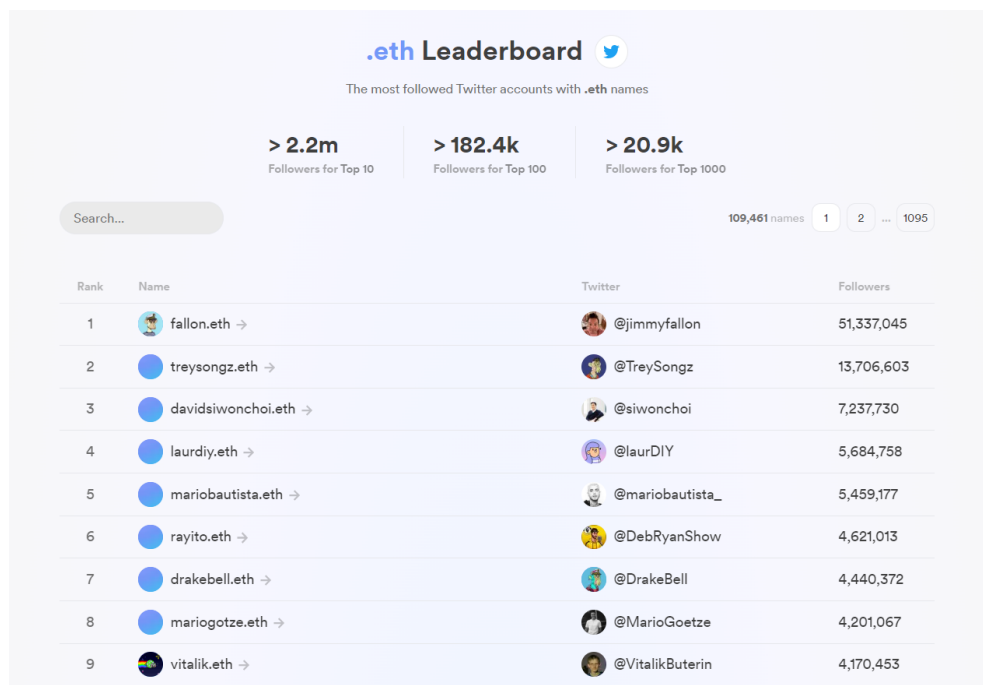 .eth Leaderboard
The most followed Twitter accounts with .eth names
> 2.2m > 182.4k > 20.9k
Followers for Top 10 Followers for Top 100 Followers for Top 1000
Search... 109,461 names 1 2 ... 1095
Rank Name Twitter Followers
1 fallon.eth → @jimmyfallon 51,337,045
2 treysongz.eth → @TreySongz 13,706,603
3 davidsiwonchoi.eth → @siwonchoi 7,237,730
4 laurdiy.eth → @laurDIY 5,684,758
5 mariobautista.eth → @mariobautista_ 5,459,177
6 rayito.eth → @DebRyanShow 4,621,013
7 drakebell.eth → @DrakeBell 4,440,372
8 mariogotze.eth → @MarioGoetze 4,201,067
9 vitalik.eth → @VitalikButerin 4,170,453